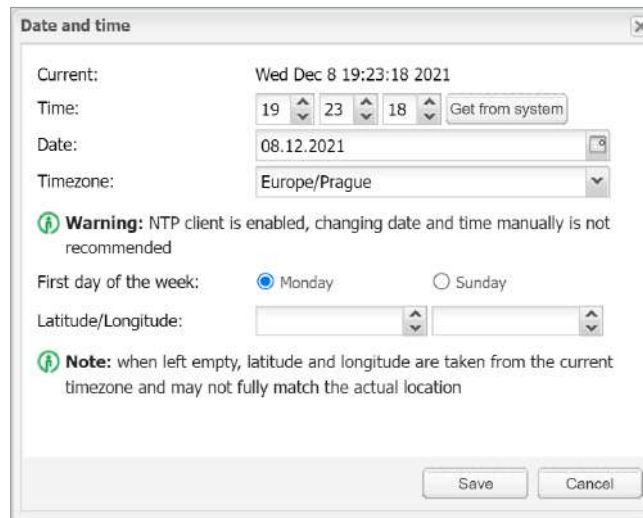 Date and time
Current: Wed Dec 8 19:23:18 2021
Time: 19 23 18 Get from system
Date: 08.12.2021
Timezone: Europe/Prague
Warning: NTP client is enabled, changing date and time manually is not
recommended
First day of the week: Monday Sunday
Latitude/Longitude:
Note: when left empty, latitude and longitude are taken from the current
timezone and may not fully match the actual location
Save Cancel